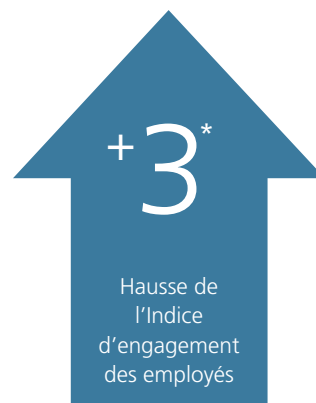 +3*
Hausse de
l’Indice
d’engagement
des employés